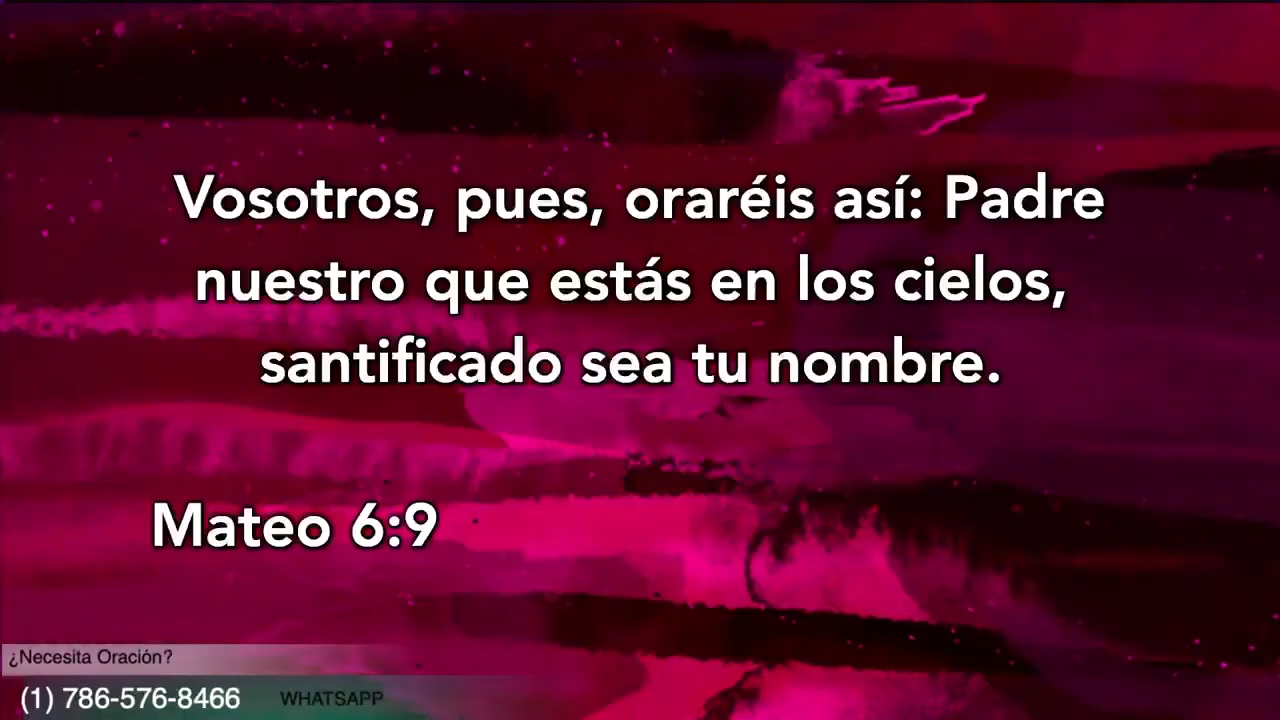 Vosotros, pues, oraréis así: Padre
nuestro que estás en los cielos,
santificado sea tu nombre.
Mateo 6:9
¿Necesita Oración?
(1) 786-576-8466 WHATSAPP